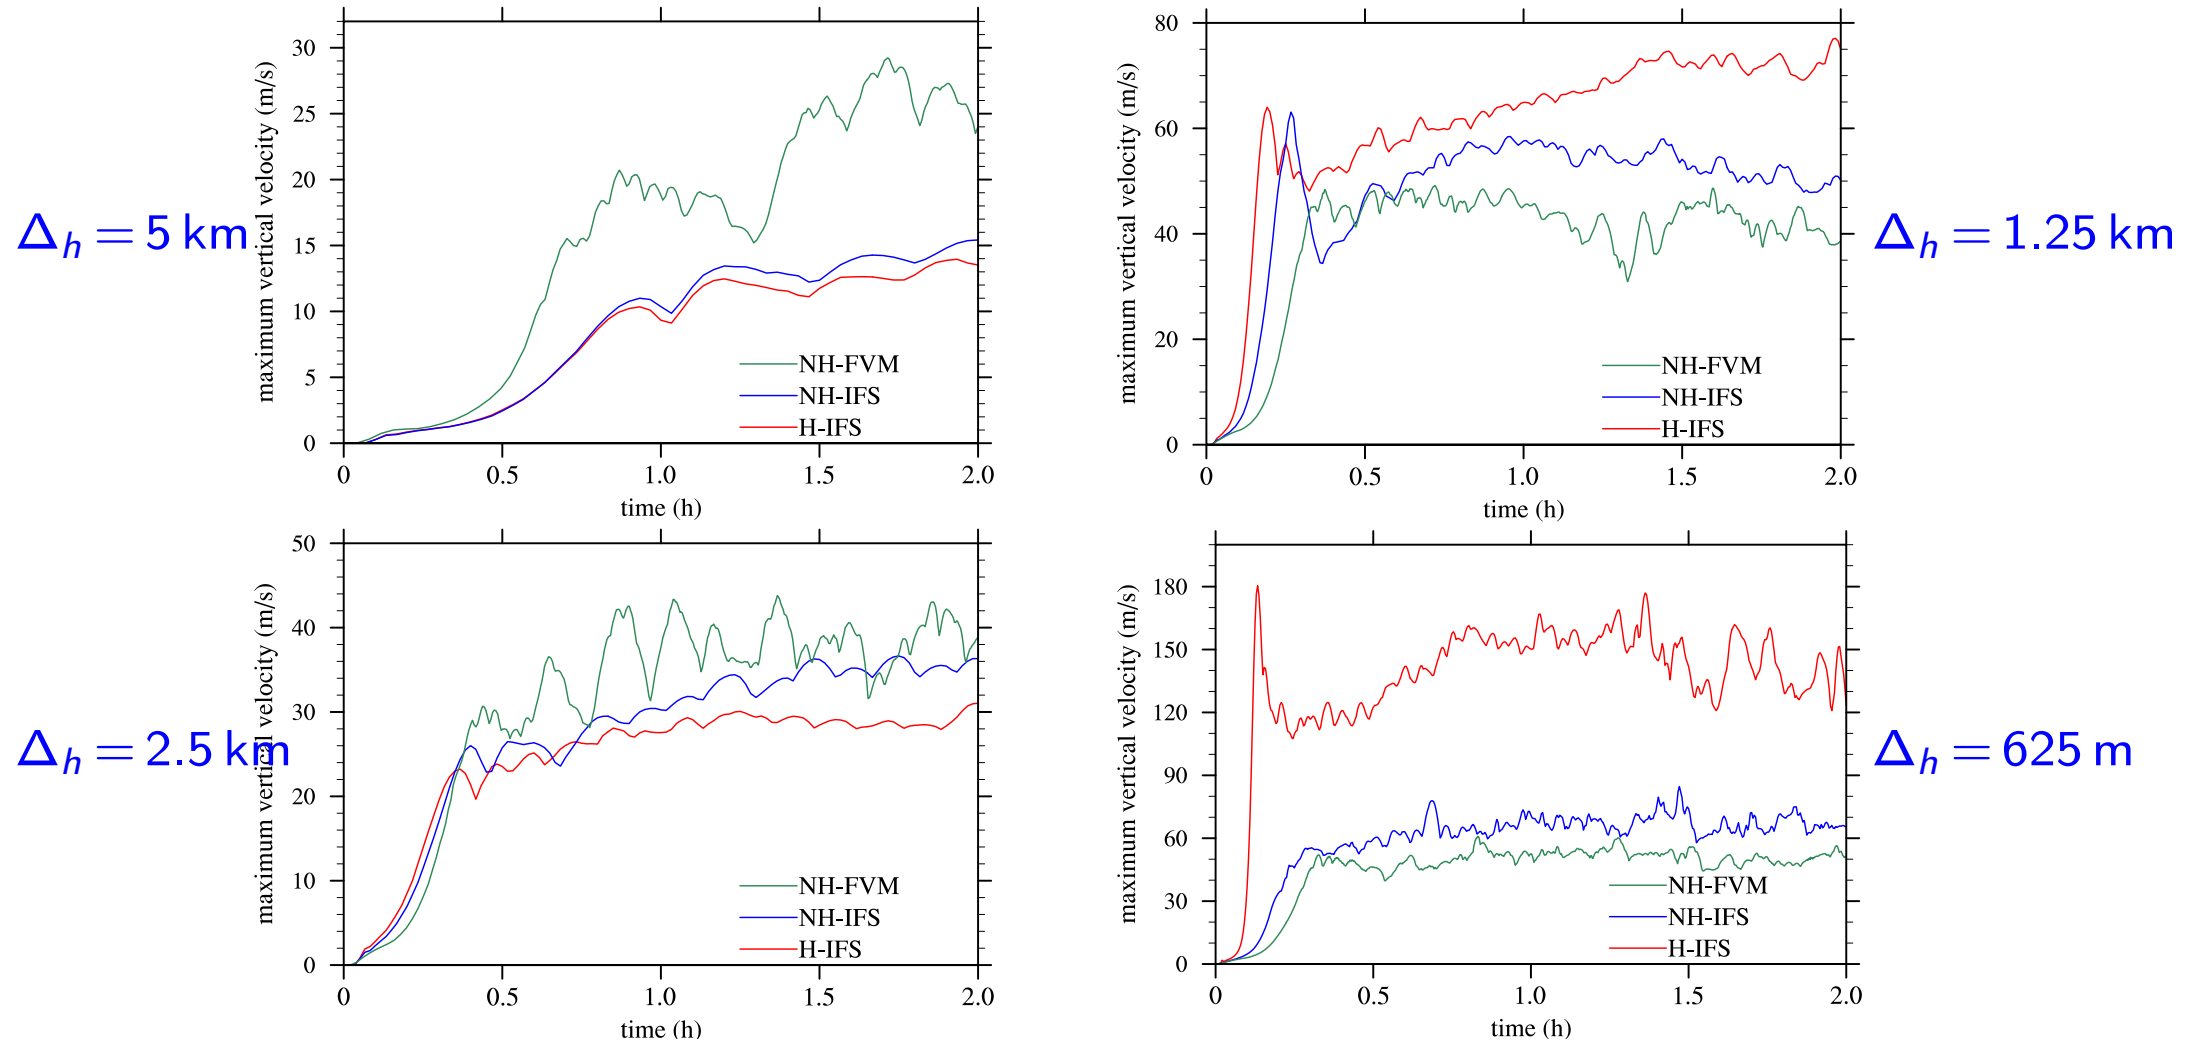 Δh = 5 km
maximum vertical velocity (m/s)
30
25
20
15
10
5
0
NH-FVM
NH-IFS
H-IFS
0 0.5 1.0 1.5 2.0
time (h)
Δh = 1.25 km
maximum vertical velocity (m/s)
80
60
40
20
0
NH-FVM
NH-IFS
H-IFS
0 0.5 1.0 1.5 2.0
time (h)
Δh = 2.5 km
maximum vertical velocity (m/s)
50
40
30
20
10
0
NH-FVM
NH-IFS
H-IFS
0 0.5 1.0 1.5 2.0
time (h)
Δh = 625 m
maximum vertical velocity (m/s)
180
150
120
90
60
30
0
NH-FVM
NH-IFS
H-IFS
0 0.5 1.0 1.5 2.0
time (h)